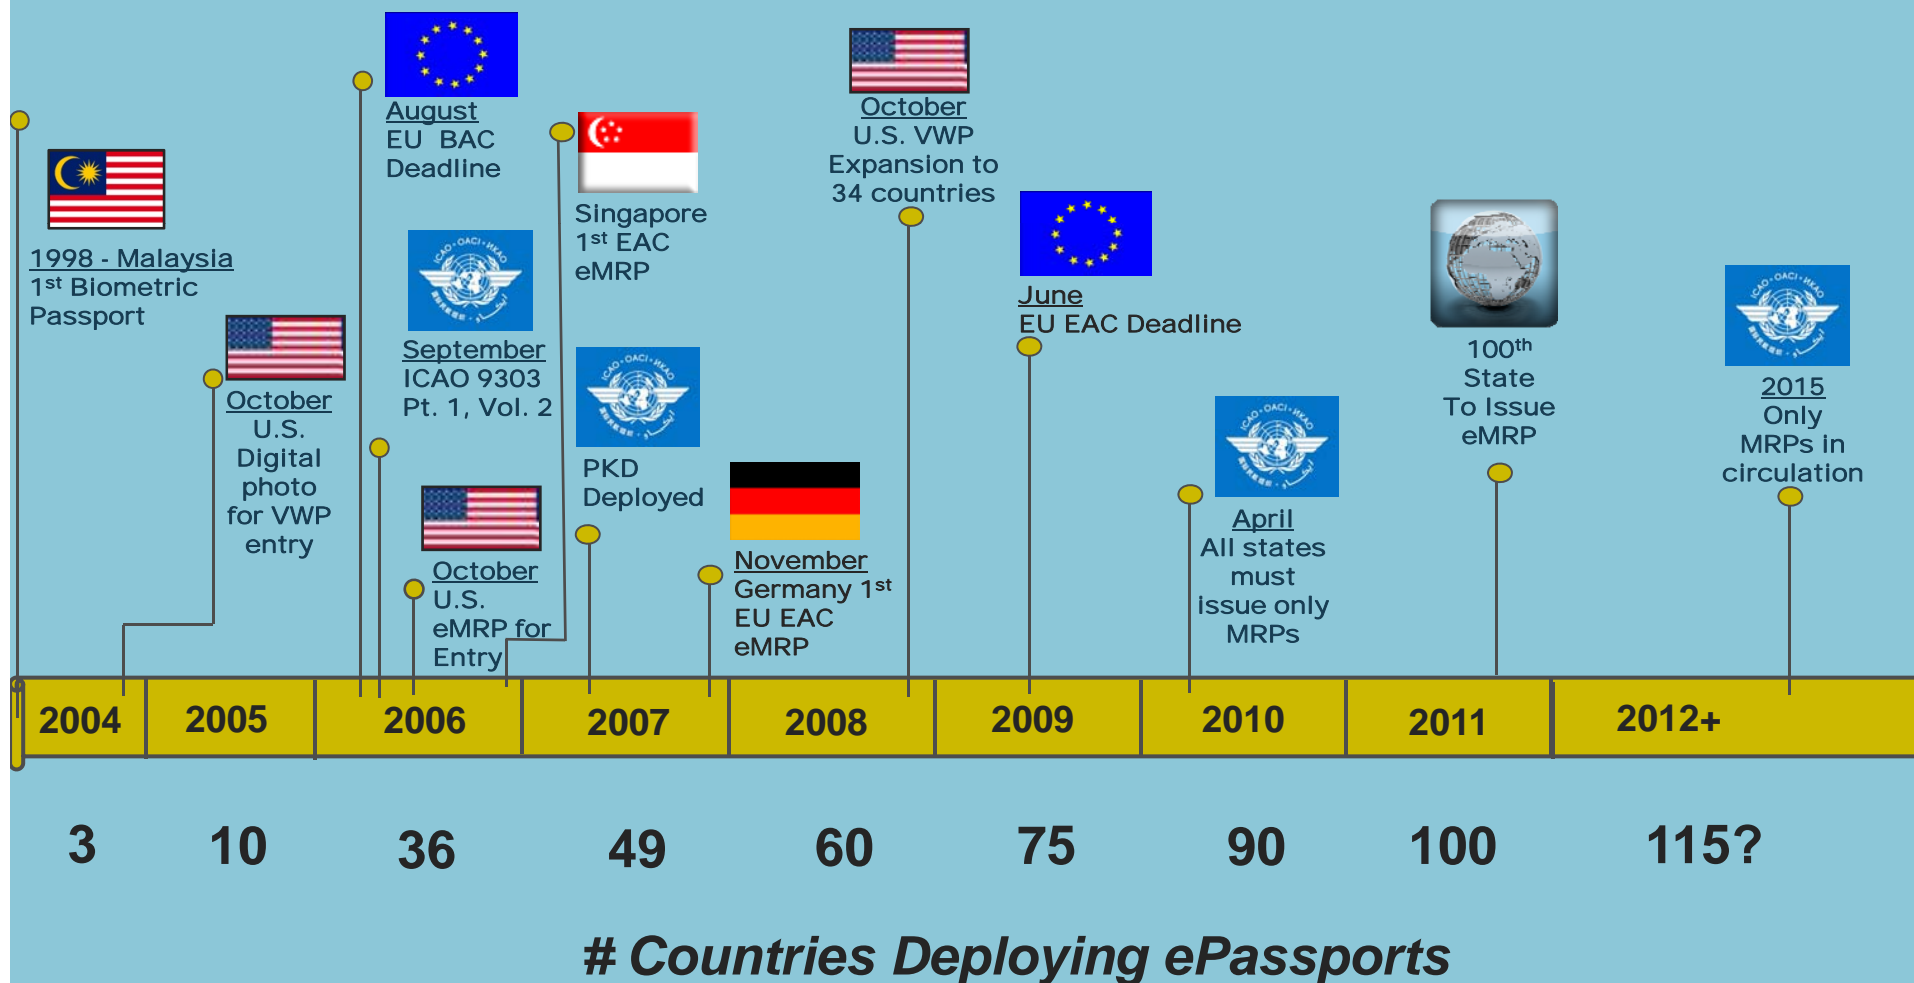 1998 - Malaysia
1st Biometric
Passport
October
U.S.
Digital
photo
for VWP
entry
August
EU BAC
Deadline
September
ICAO 9303
Pt. 1, Vol. 2
October
U.S.
eMRP for
Entry
Singapore
1st EAC
eMRP
PKD
Deployed
November
Germany 1st
EU EAC
eMRP
October
U.S. VWP
Expansion to
34 countries
June
EU EAC Deadline
April
All states
must
issue only
MRPs
100th
State
To Issue
eMRP
2015
Only
MRPs in
circulation
2004 2005 2006 2007 2008 2009 2010 2011 2012+
3 10 36 49 60 75 90 100 115?
# Countries Deploying ePassports